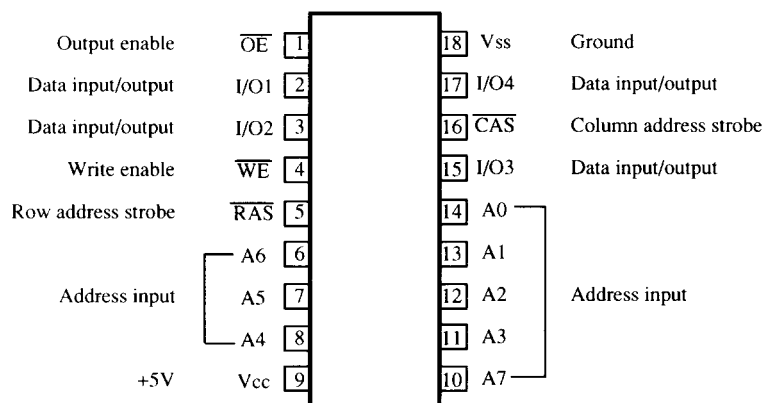 Output enable OE 1 18 Vss Ground
Data input/output I/O1 2 17 I/O4 Data input/output
Data input/output I/O2 3 16 CAS Column address strobe
Write enable WE 4 15 I/O3 Data input/output
Row address strobe RAS 5 14 A0
A6 6 13 A1
Address input A5 7 12 A2 Address input
A4 8 11 A3
+5V Vcc 9 10 A7